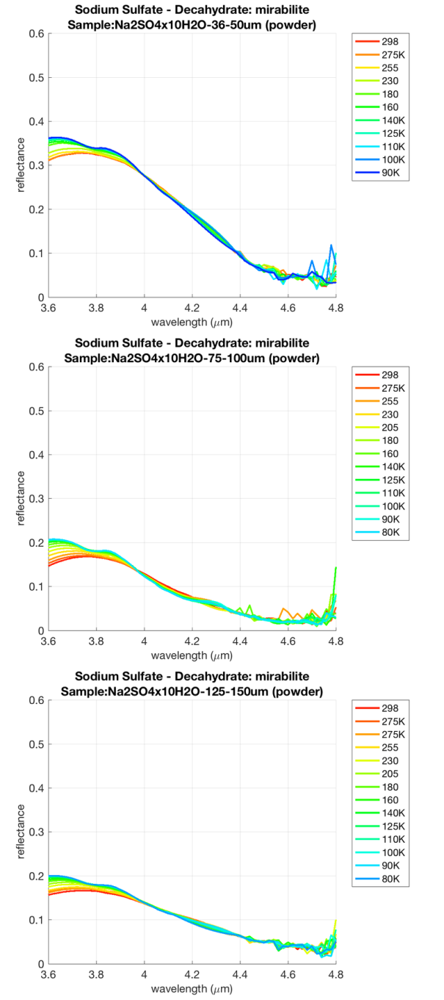 Sodium Sulfate - Decahydrate: mirabilite
Sample:Na2SO4x10H2O-36-50um (powder)
0.6
0.5
0.4
0.3
0.2
0.1
0
reflectance
3.6 3.8 4 4.2 4.4 4.6 4.8
wavelength (μm)
298
275K
255
230
180
160
140K
125K
110K
100K
90K
Sodium Sulfate - Decahydrate: mirabilite
Sample:Na2SO4x10H2O-75-100um (powder)
0.6
0.5
0.4
0.3
0.2
0.1
0
reflectance
3.6 3.8 4 4.2 4.4 4.6 4.8
wavelength (μm)
298
275K
255
230
205
180
160
140K
125K
110K
100K
90K
80K
Sodium Sulfate - Decahydrate: mirabilite
Sample:Na2SO4x10H2O-125-150um (powder)
0.6
0.5
0.4
0.3
0.2
0.1
0
reflectance
3.6 3.8 4 4.2 4.4 4.6 4.8
wavelength (μm)
298
275K
275K
255
230
205
180
160
140K
125K
110K
100K
90K
80K